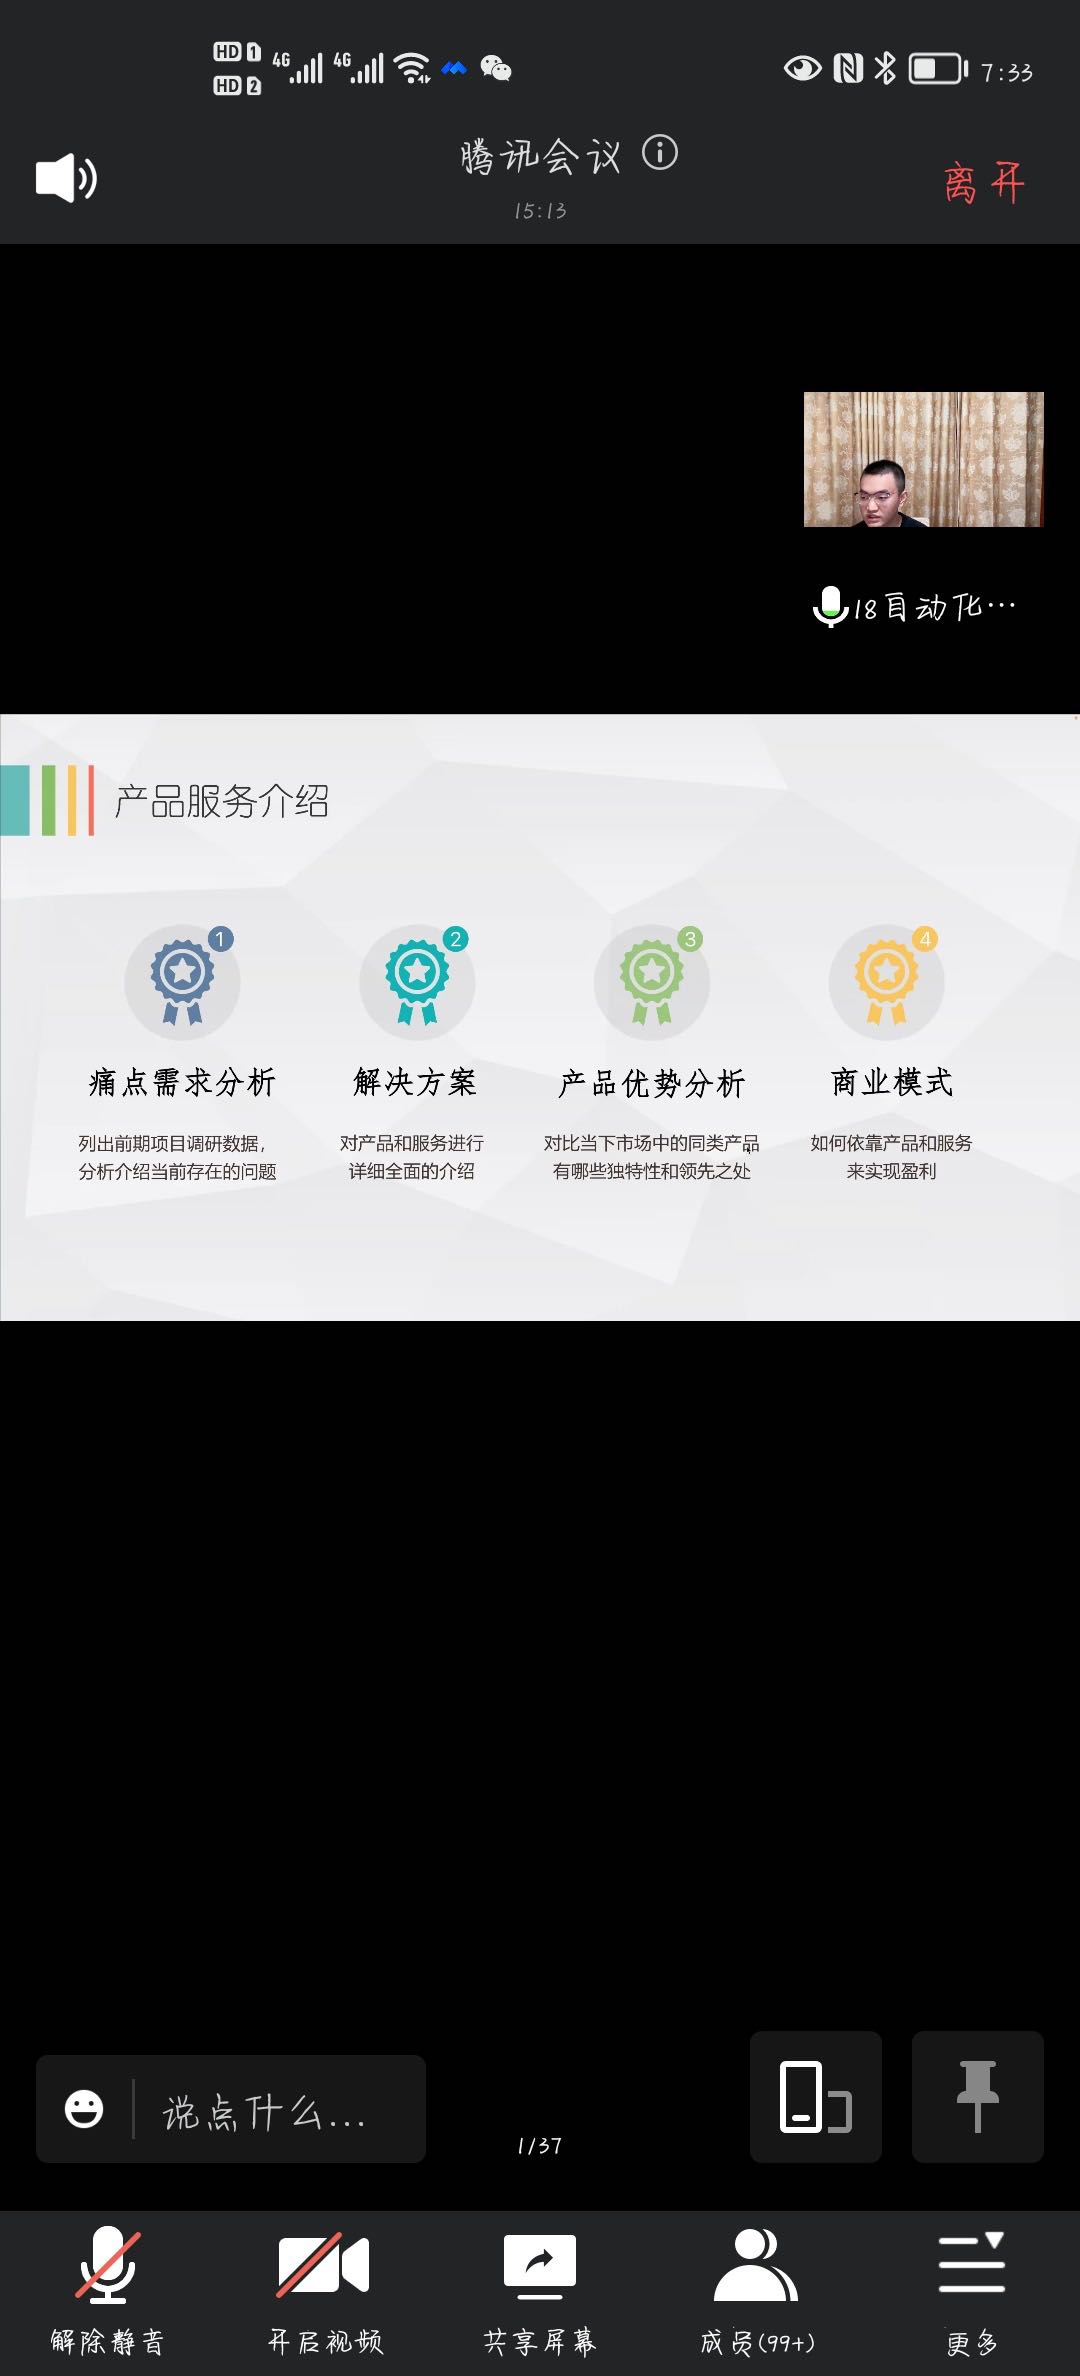 HD 1 4G 4G 7:33
HD 2
腾讯会议
15:13
离开
18自动化…
产品服务介绍
1 2 3 4
痛点需求分析 解决方案 产品优势分析 商业模式
列出前期项目调研数据， 对产品和服务进行 对比当下市场中的同类产品 如何依靠产品和服务
分析介绍当前存在的问题 详细全面的介绍 有哪些独特性和领先之处 来实现盈利
说点什么...
1/37
解除静音 开启视频 共享屏幕 成员(99+) 更多